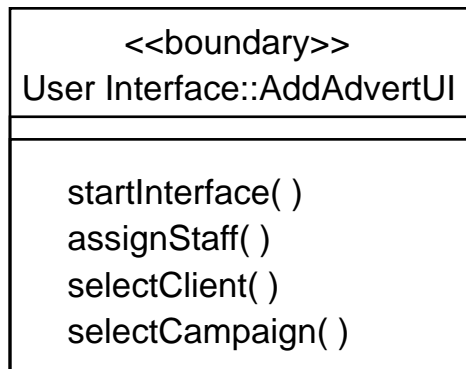 <<boundary>>
User Interface::AddAdvertUI
startInterface( )
assignStaff( )
selectClient( )
selectCampaign( )